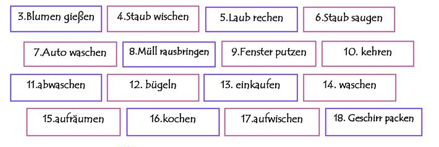 3.Blumen gießen 4.Staub wischen 5.Laub rechen 6.Staub saugen
7.Auto waschen 8.Müll rausbringen 9.Fenster putzen 10. kehren
11.abwaschen 12. bügeln 13. einkaufen 14. waschen
15.aufräumen 16.kochen 17.aufwischen 18. Geschirr packen